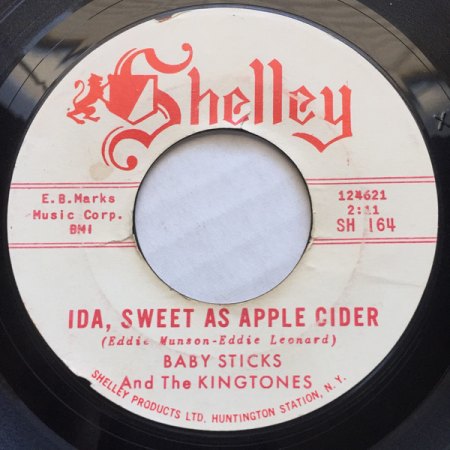 Shelley
E.B.Marks
Music Corp.
BMI
124621
2:11
SH 164
IDA, SWEET AS APPLE CIDER
(Eddie Munson-Eddie Leonard)
BABY STICKS
And The KINGTONES
SHELLEY PRODUCTS LTD. HUNTINGTON STATION, N.Y.
x